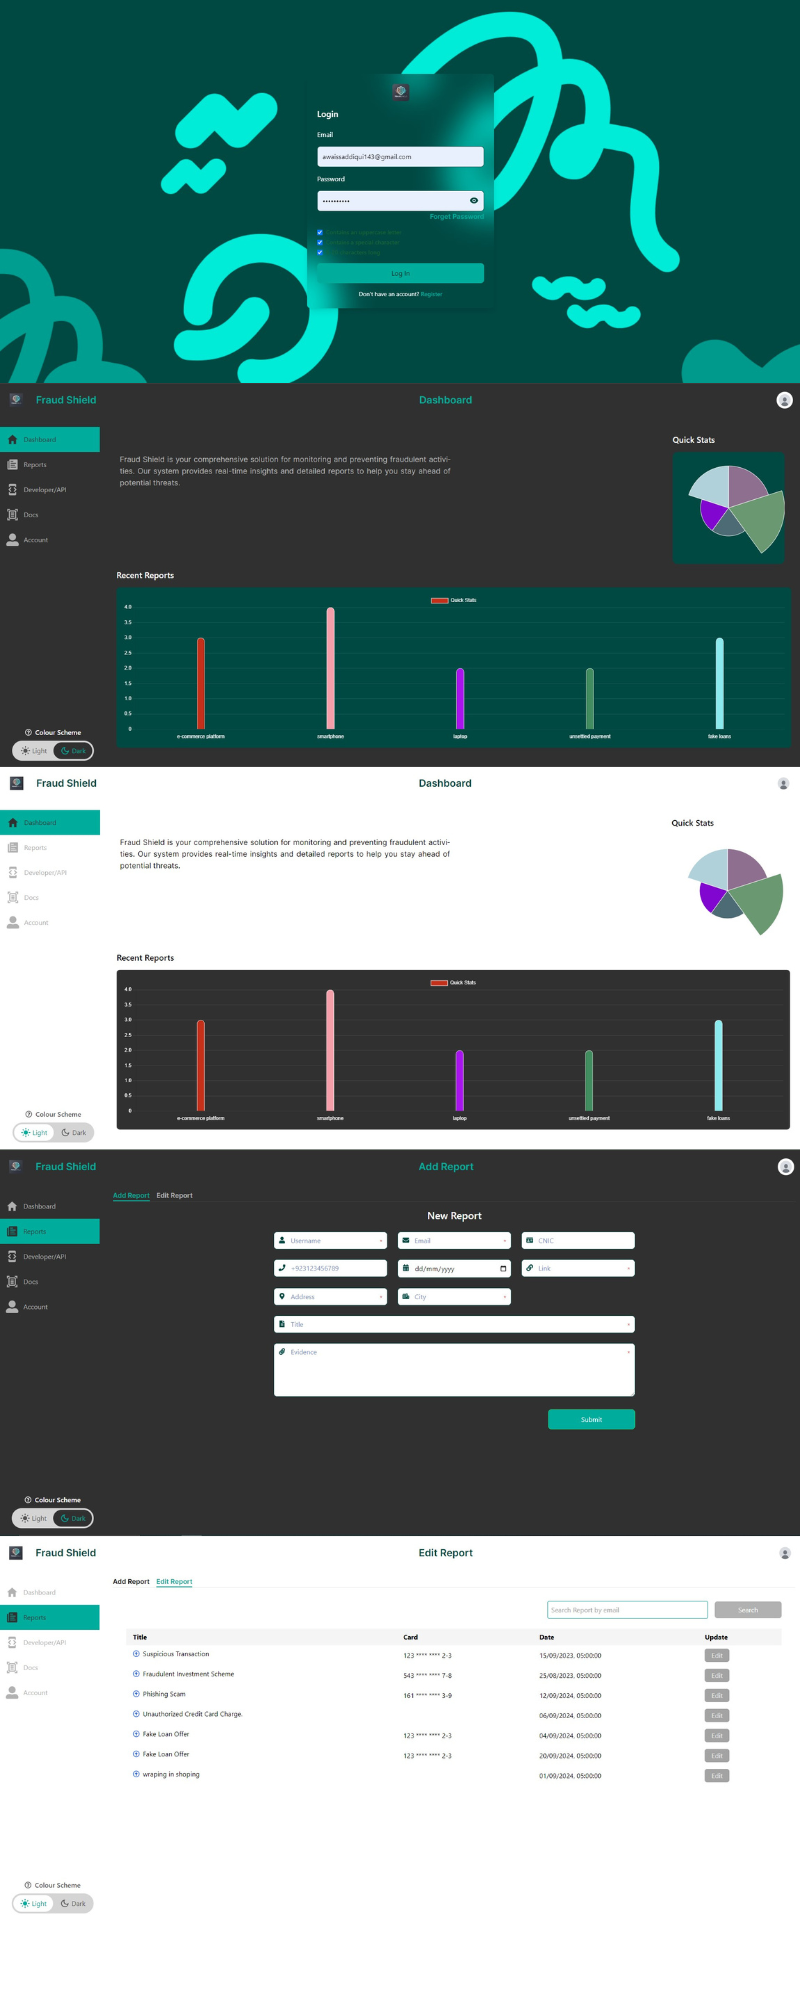 Login
Email
awaissaddiqui143@gmail.com
Password
••••••••••
Forget Password
Log In
Don't have an account? Register
Fraud Shield
Dashboard
Dashboard
Reports
Developer/API
Docs
Account
Fraud Shield is your comprehensive solution for monitoring and preventing fraudulent activi-
ties. Our system provides real-time insights and detailed reports to help you stay ahead of
potential threats.
Quick Stats
Recent Reports
Quick Stats
4.0
3.5
3.0
2.5
2.0
1.5
1.0
0.5
0
e-commerce platform
smartphone
laptop
unsettled payment
fake loans
Colour Scheme
Light
Dark
Fraud Shield
Dashboard
Dashboard
Reports
Developer/API
Docs
Account
Fraud Shield is your comprehensive solution for monitoring and preventing fraudulent activi-
ties. Our system provides real-time insights and detailed reports to help you stay ahead of
potential threats.
Quick Stats
Recent Reports
Quick Stats
4.0
3.5
3.0
2.5
2.0
1.5
1.0
0.5
0
e-commerce platform
smartphone
laptop
unsettled payment
fake loans
Colour Scheme
Light
Dark
Fraud Shield
Add Report
Dashboard
Reports
Developer/API
Docs
Account
Add Report
Edit Report
New Report
Username *
Email *
CNIC
+923123456789
dd/mm/yyyy
Link *
Address *
City *
Title *
Evidence *
Submit
Colour Scheme
Light
Dark
Fraud Shield
Edit Report
Dashboard
Reports
Developer/API
Docs
Account
Add Report
Edit Report
Search Report by email
Search
Title Card Date Update
Suspicious Transaction 123 **** **** 2-3 15/09/2023, 05:00:00 Edit
Fraudulent Investment Scheme 543 **** **** 7-8 25/08/2023, 05:00:00 Edit
Phishing Scam 161 **** **** 3-9 12/09/2024, 05:00:00 Edit
Unauthorized Credit Card Charge. 06/09/2024, 05:00:00 Edit
Fake Loan Offer 123 **** **** 2-3 04/09/2024, 05:00:00 Edit
Fake Loan Offer 123 **** **** 2-3 20/09/2024, 05:00:00 Edit
wraping in shoping 01/09/2024, 05:00:00 Edit
Colour Scheme
Light
Dark